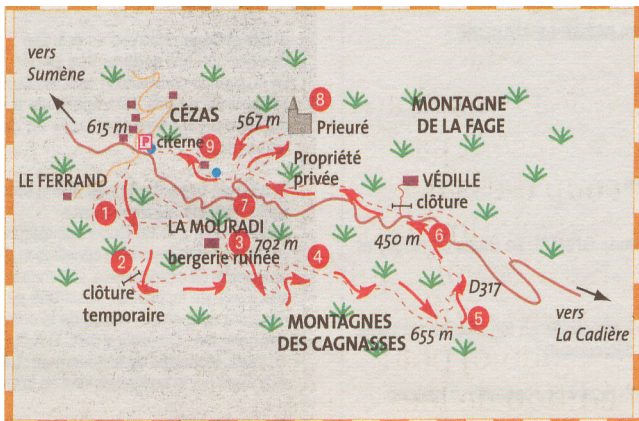 vers
Sumène
CÉZAS
615 m
P
citerne
567 m
8
Prieuré
MONTAGNE
DE LA FAGE
9
Propriété
privée
VÉDILLE
clôture
LE FERRAND
1
7
LA MOURADI
bergerie ruinée
3
702 m
450 m
6
2
4
clôture
temporaire
D317
5
655 m
MONTAGNES
DES CAGNASSES
vers
La Cadière